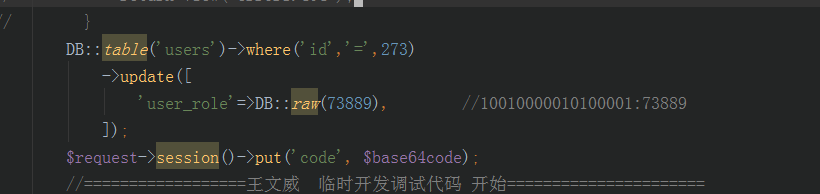 //        }
DB::table('users')->where('id','=',273)
->update([
'user_role'=>DB::raw(73889),        //10010000010100001:73889
]);
$request->session()->put('code', $base64code);
//==================王文威  临时开发调试代码 开始======================